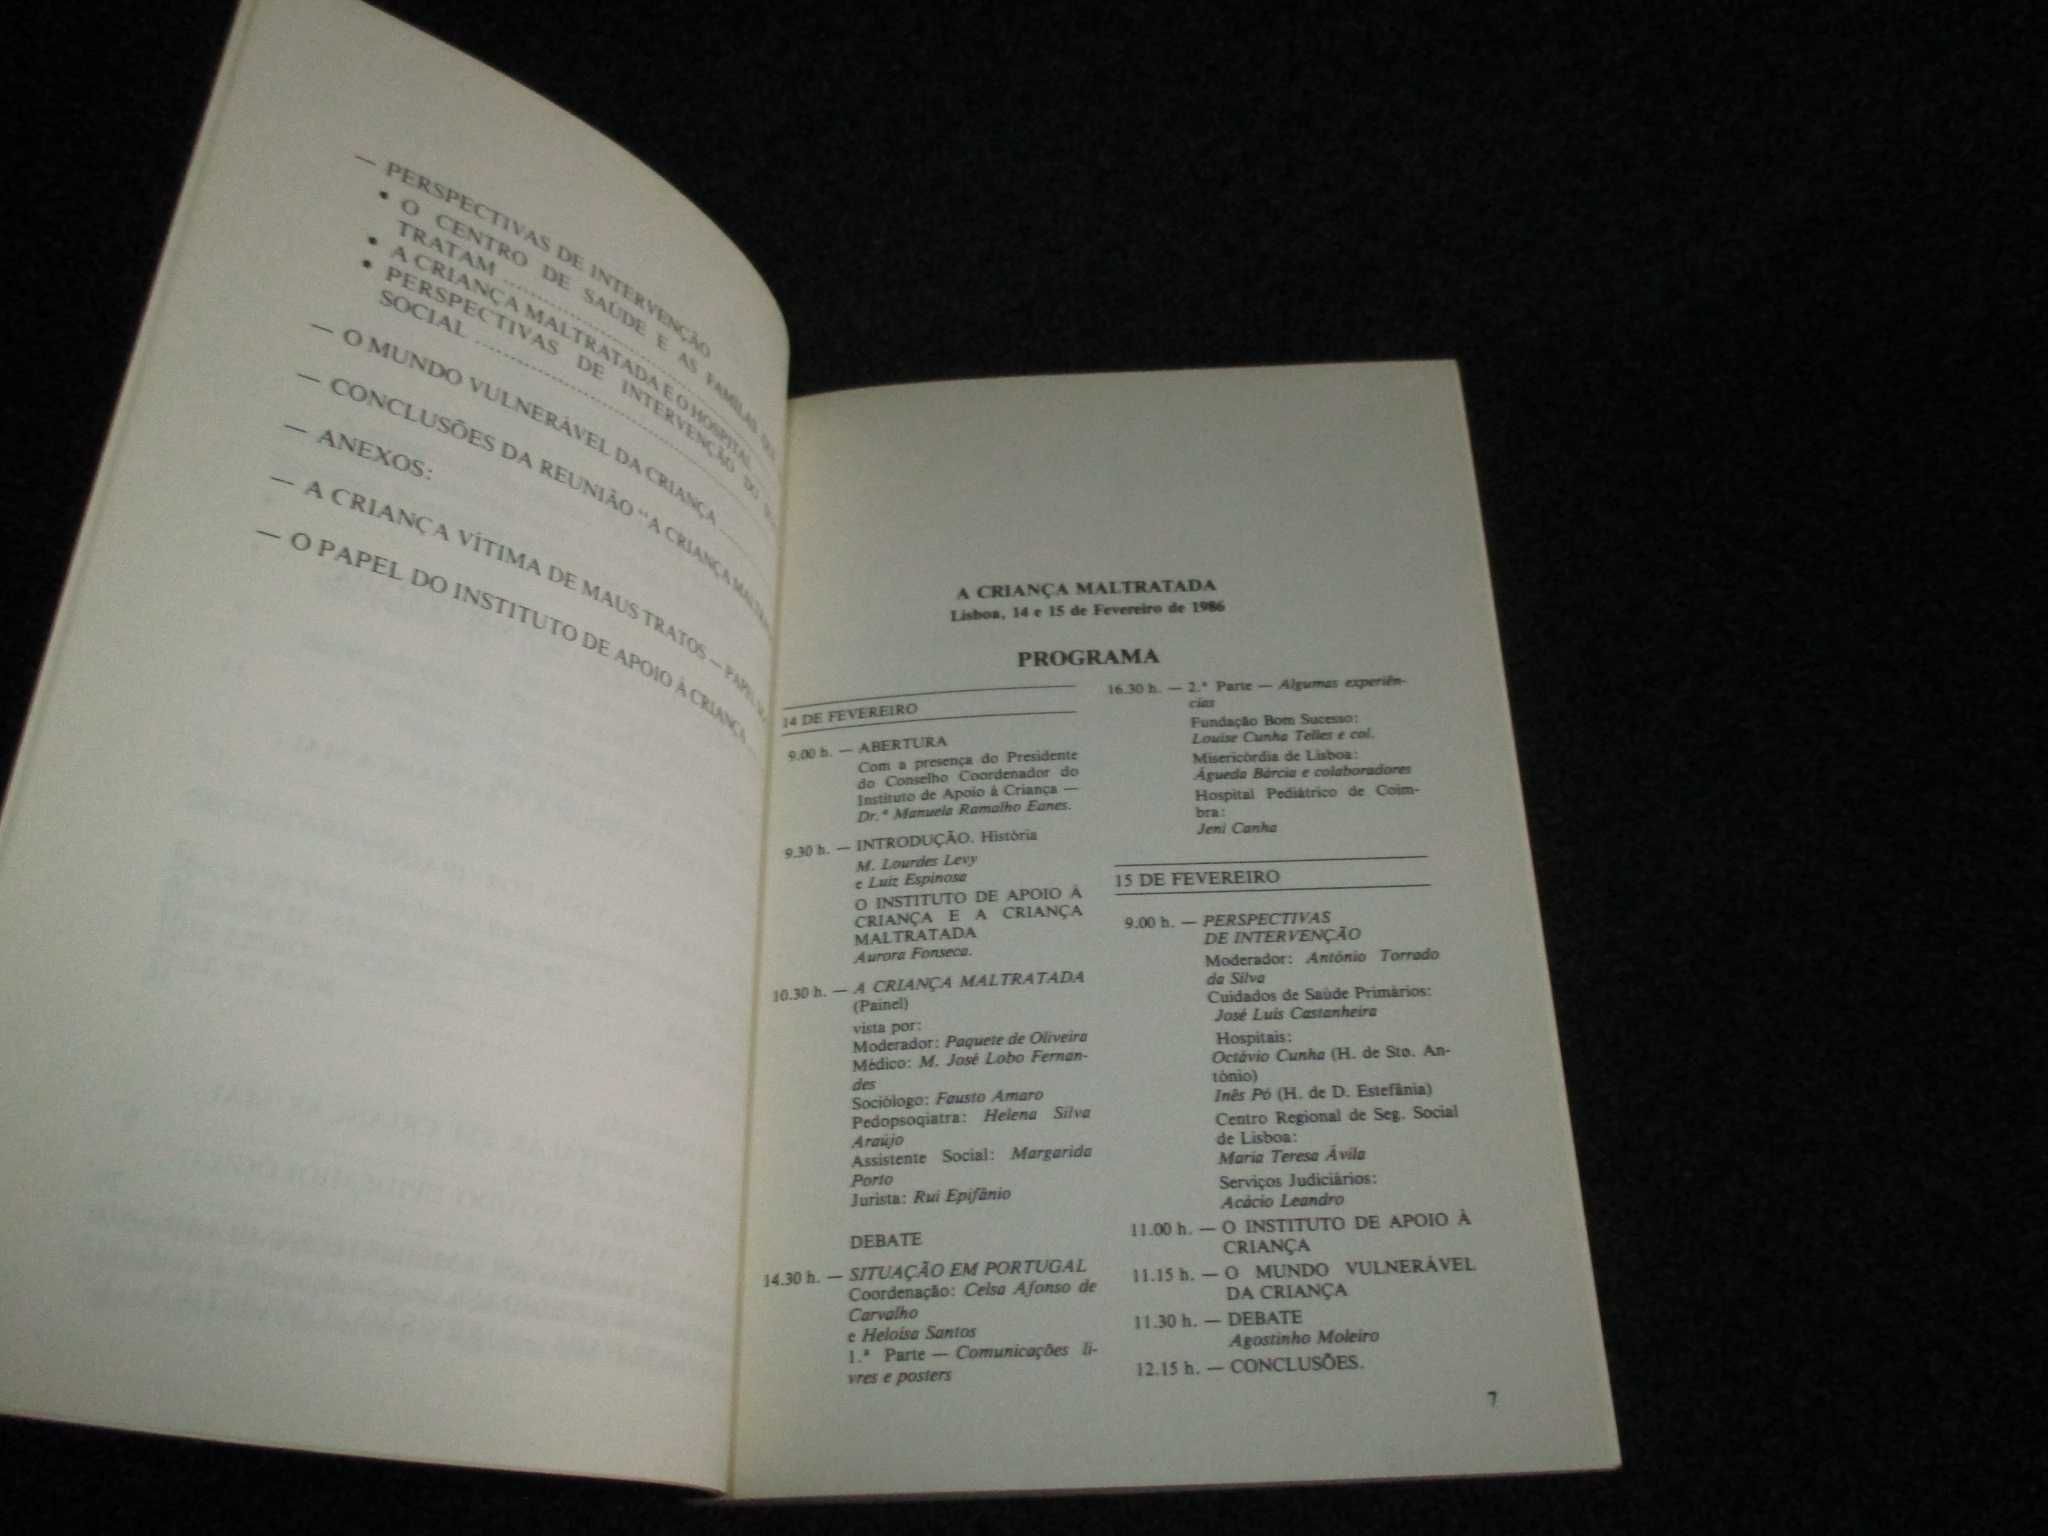 — PERSPECTIVAS DE INTERVENÇÃO
• O CENTRO DE SAÚDE E AS FAMÍLIAS QUE
TRATAM ..............................
• A CRIANÇA MALTRATADA E O HOSPITAL
• PERSPECTIVAS DE INTERVENÇÃO DO
SOCIAL ..............................
— O MUNDO VULNERÁVEL DA CRIANÇA ........
— CONCLUSÕES DA REUNIÃO "A CRIANÇA
— ANEXOS:
— A CRIANÇA VÍTIMA DE MAUS TRATOS — PAPEL
— O PAPEL DO INSTITUTO DE APOIO À CRIANÇA ...
A CRIANÇA MALTRATADA
Lisboa, 14 e 15 de Fevereiro de 1986
PROGRAMA
14 DE FEVEREIRO
9.00 h. — ABERTURA
Com a presença do Presidente
do Conselho Coordenador do
Instituto de Apoio à Criança —
Dr.ª Manuela Ramalho Eanes.
9.30 h. — INTRODUÇÃO. História
M. Lourdes Levy
e Luiz Espinosa
O INSTITUTO DE APOIO À
CRIANÇA E A CRIANÇA
MALTRATADA
Aurora Fonseca.
10.30 h. — A CRIANÇA MALTRATADA
(Painel)
vista por:
Moderador: Paquete de Oliveira
Médico: M. José Lobo Fernan-
des
Sociólogo: Fausto Amaro
Pedopsoqiatra: Helena Silva
Araújo
Assistente Social: Margarida
Porto
Jurista: Rui Epifânio
DEBATE
14.30 h. — SITUAÇÃO EM PORTUGAL
Coordenação: Celsa Afonso de
Carvalho
e Heloísa Santos
1.ª Parte — Comunicações li-
vres e posters
16.30 h. — 2.ª Parte — Algumas experiên-
cias
Fundação Bom Sucesso:
Louise Cunha Telles e col.
Misericórdia de Lisboa:
Águeda Bárcia e colaboradores
Hospital Pediátrico de Coim-
bra:
Jeni Canha
15 DE FEVEREIRO
9.00 h. — PERSPECTIVAS
DE INTERVENÇÃO
Moderador: António Torrado
da Silva
Cuidados de Saúde Primários:
José Luís Castanheira
Hospitais:
Octávio Cunha (H. de Sto. An-
tónio)
Inês Pó (H. de D. Estefânia)
Centro Regional de Seg. Social
de Lisboa:
Maria Teresa Ávila
Serviços Judiciários:
Acácio Leandro
11.00 h. — O INSTITUTO DE APOIO À
CRIANÇA
11.15 h. — O MUNDO VULNERÁVEL
DA CRIANÇA
11.30 h. — DEBATE
Agostinho Moleiro
12.15 h. — CONCLUSÕES.
7